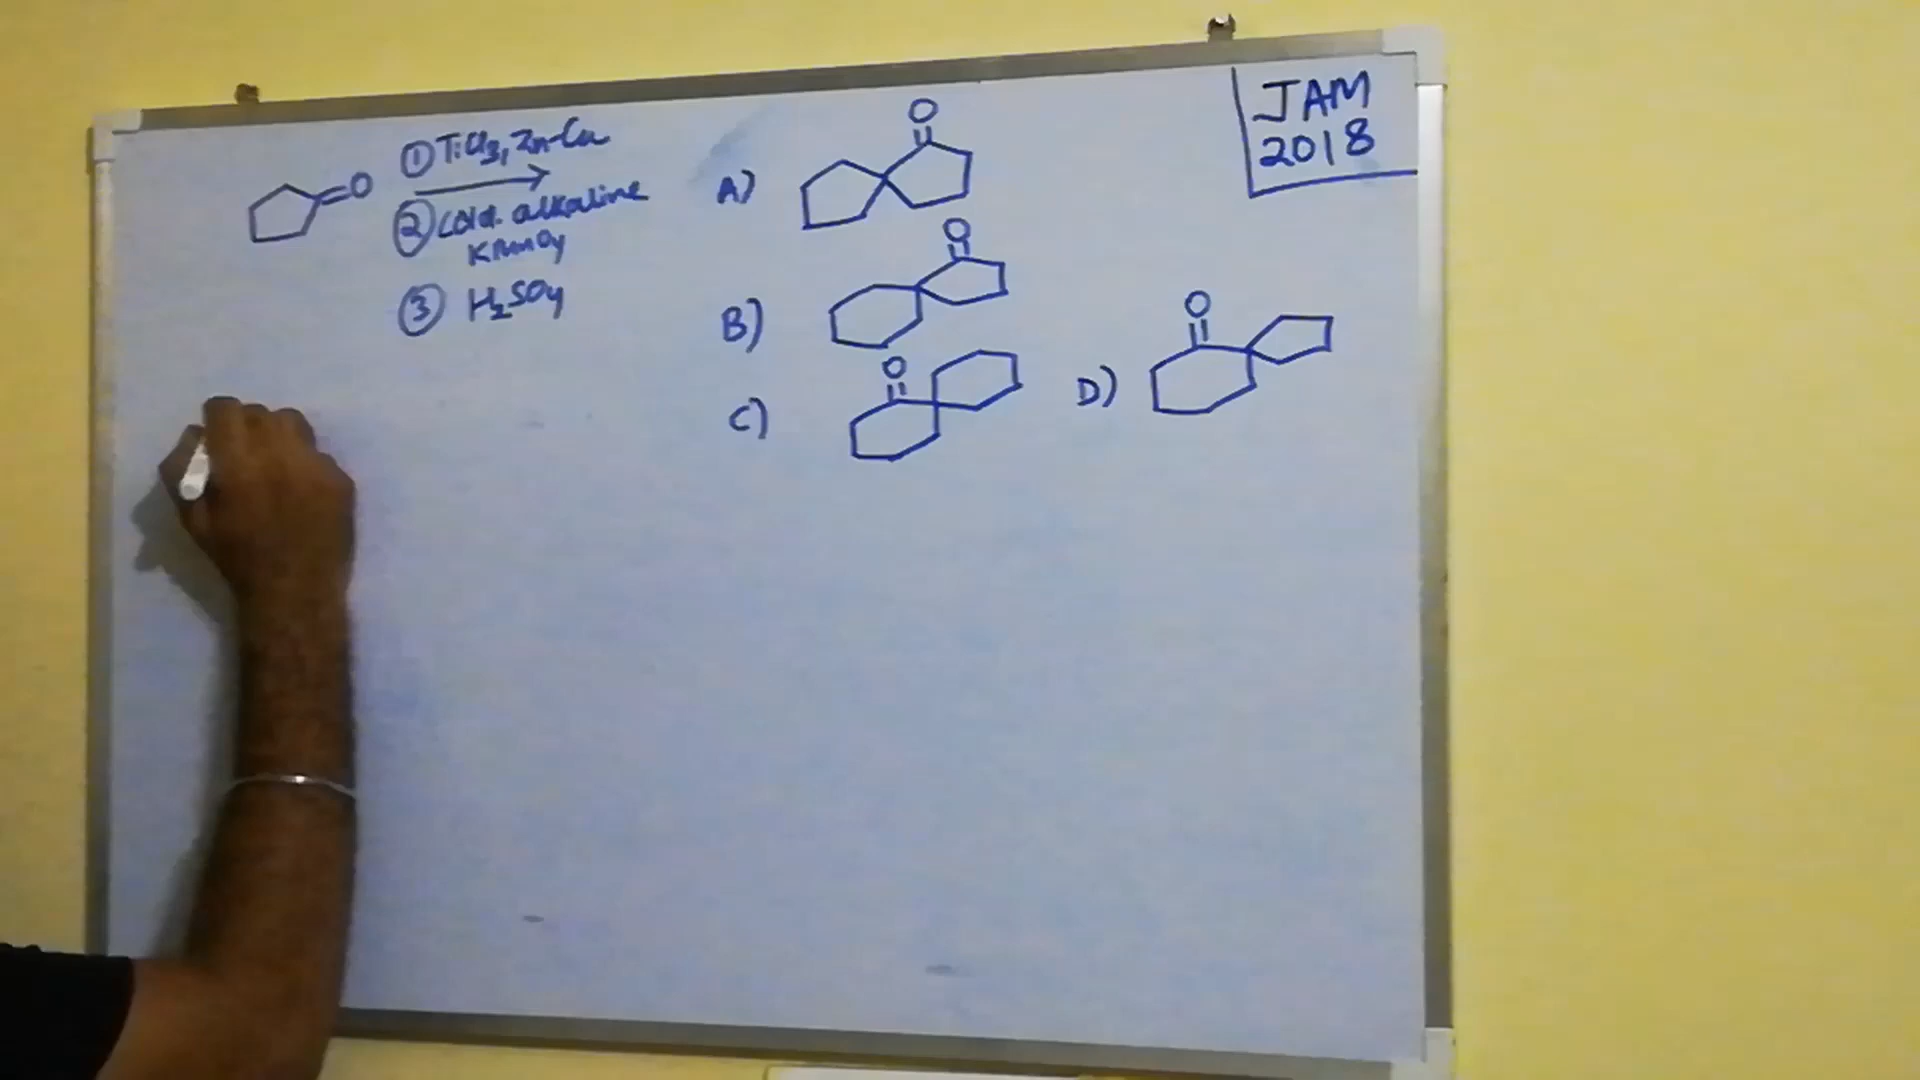 ① TiCl3, Zn-Cu
② Cold. alkaline
KMnO4
③ H2SO4
O
A)
O
B)
O
C)
O
D)
O
JAM
2018